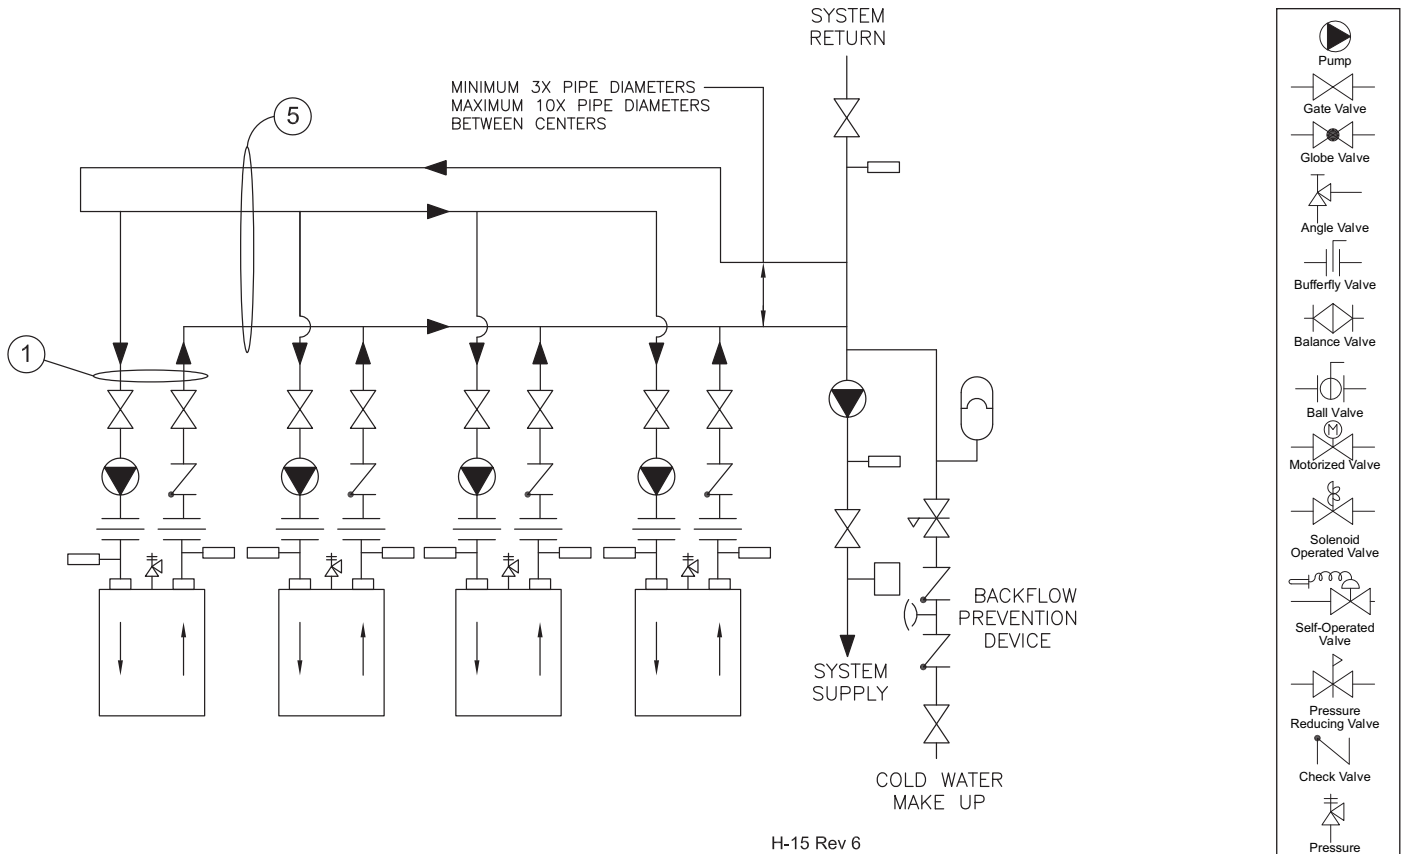 SYSTEM
RETURN
MINIMUM 3X PIPE DIAMETERS
MAXIMUM 10X PIPE DIAMETERS
BETWEEN CENTERS
5
1
BACKFLOW
PREVENTION
DEVICE
SYSTEM
SUPPLY
COLD WATER
MAKE UP
H-15 Rev 6
Pump
Gate Valve
Globe Valve
Angle Valve
Bufferfly Valve
Balance Valve
Ball Valve
M
Motorized Valve
Solenoid
Operated Valve
Self-Operated
Valve
Pressure
Reducing Valve
Check Valve
Pressure